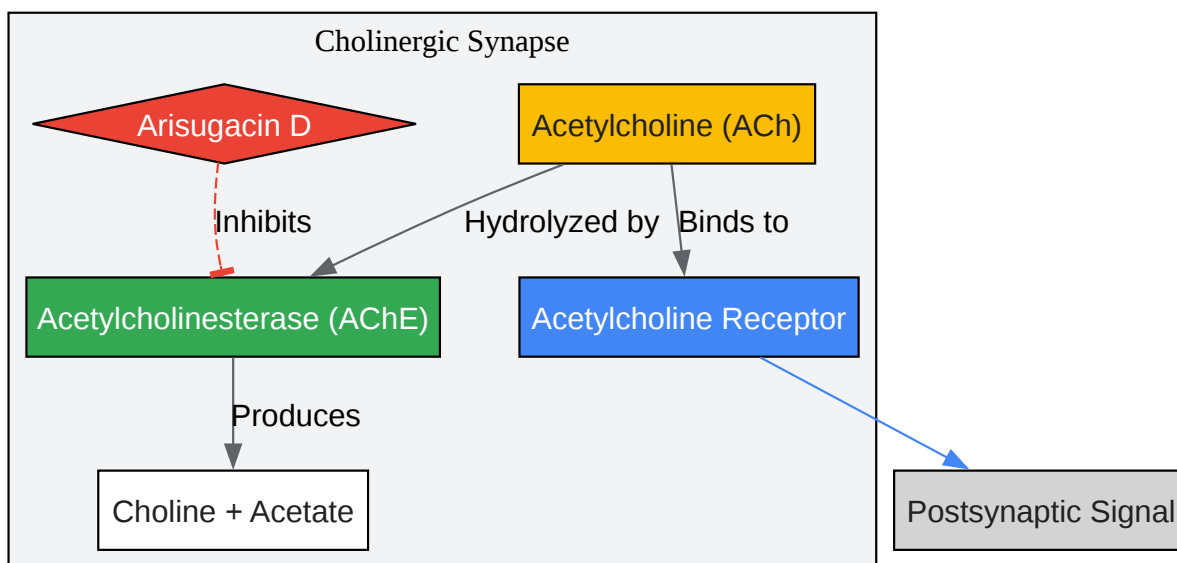 Cholinergic Synapse
Arisugacin D
Acetylcholine (ACh)
Inhibits
Hydrolyzed by
Binds to
Acetylcholinesterase (AChE)
Acetylcholine Receptor
Produces
Choline + Acetate
Postsynaptic Signal